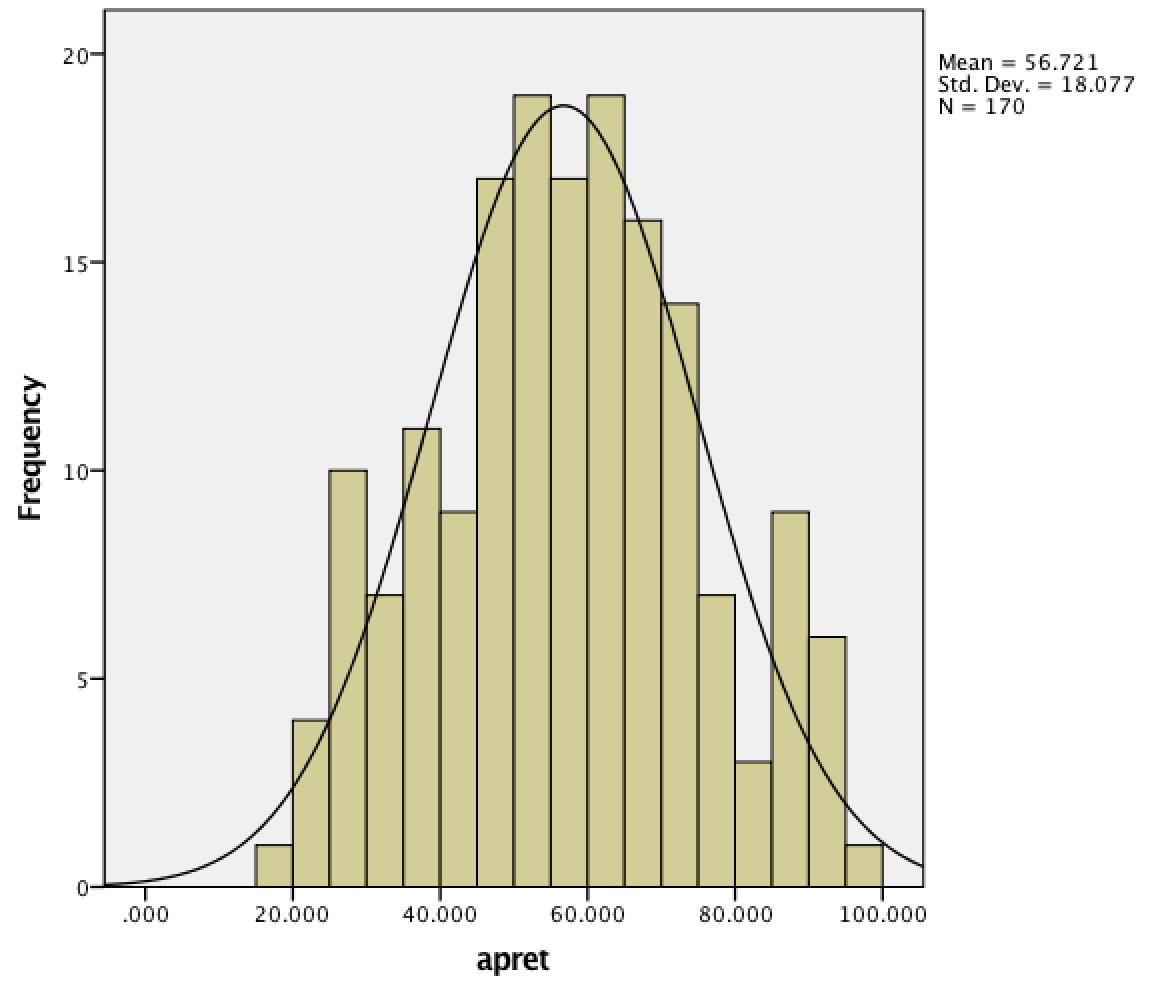 Mean = 56.721
Std. Dev. = 18.077
N = 170
20
15
10
5
0
Frequency
.000
20.000
40.000
60.000
80.000
100.000
apret